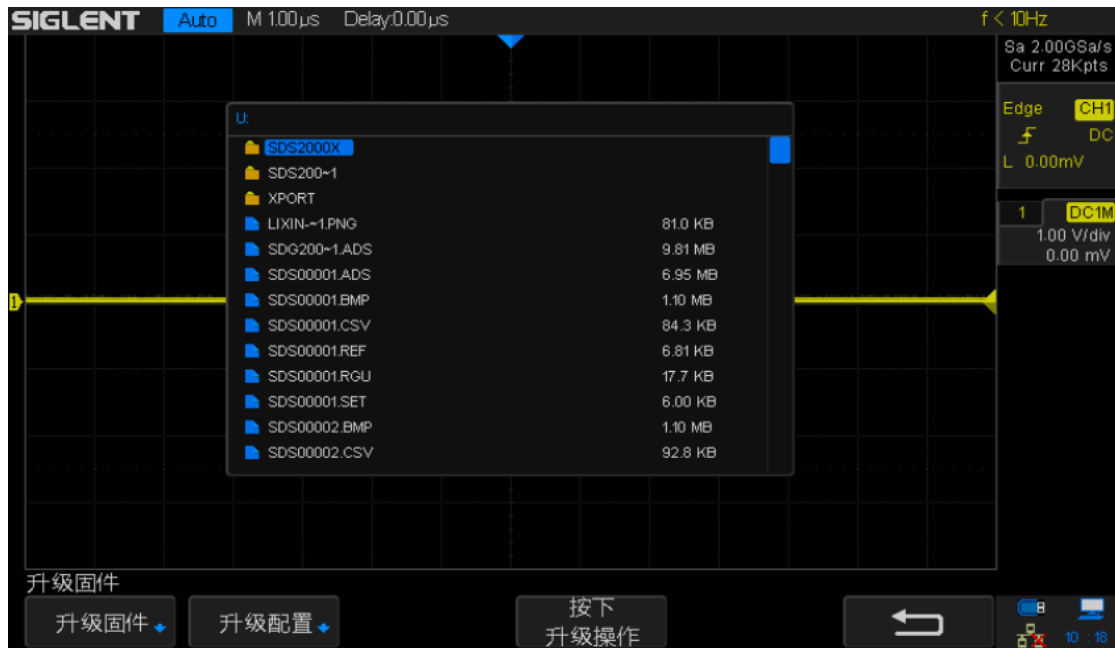 SIGLENT Auto M 1.00µs Delay:0.00µs f < 10Hz
Sa 2.00GSa/s
Curr 28Kpts
Edge CH1
DC
L 0.00mV
1 DC1M
1.00 V/div
0.00 mV
U:
SDS2000X
SDS200~1
XPORT
LIXIN-~1.PNG 81.0 KB
SDG200~1.ADS 9.81 MB
SDS00001.ADS 6.95 MB
SDS00001.BMP 1.10 MB
SDS00001.CSV 84.3 KB
SDS00001.REF 6.81 KB
SDS00001.RGU 17.7 KB
SDS00001.SET 6.00 KB
SDS00002.BMP 1.10 MB
SDS00002.CSV 92.8 KB
1
升级固件
升级固件 升级配置 按下
升级操作
10 : 18